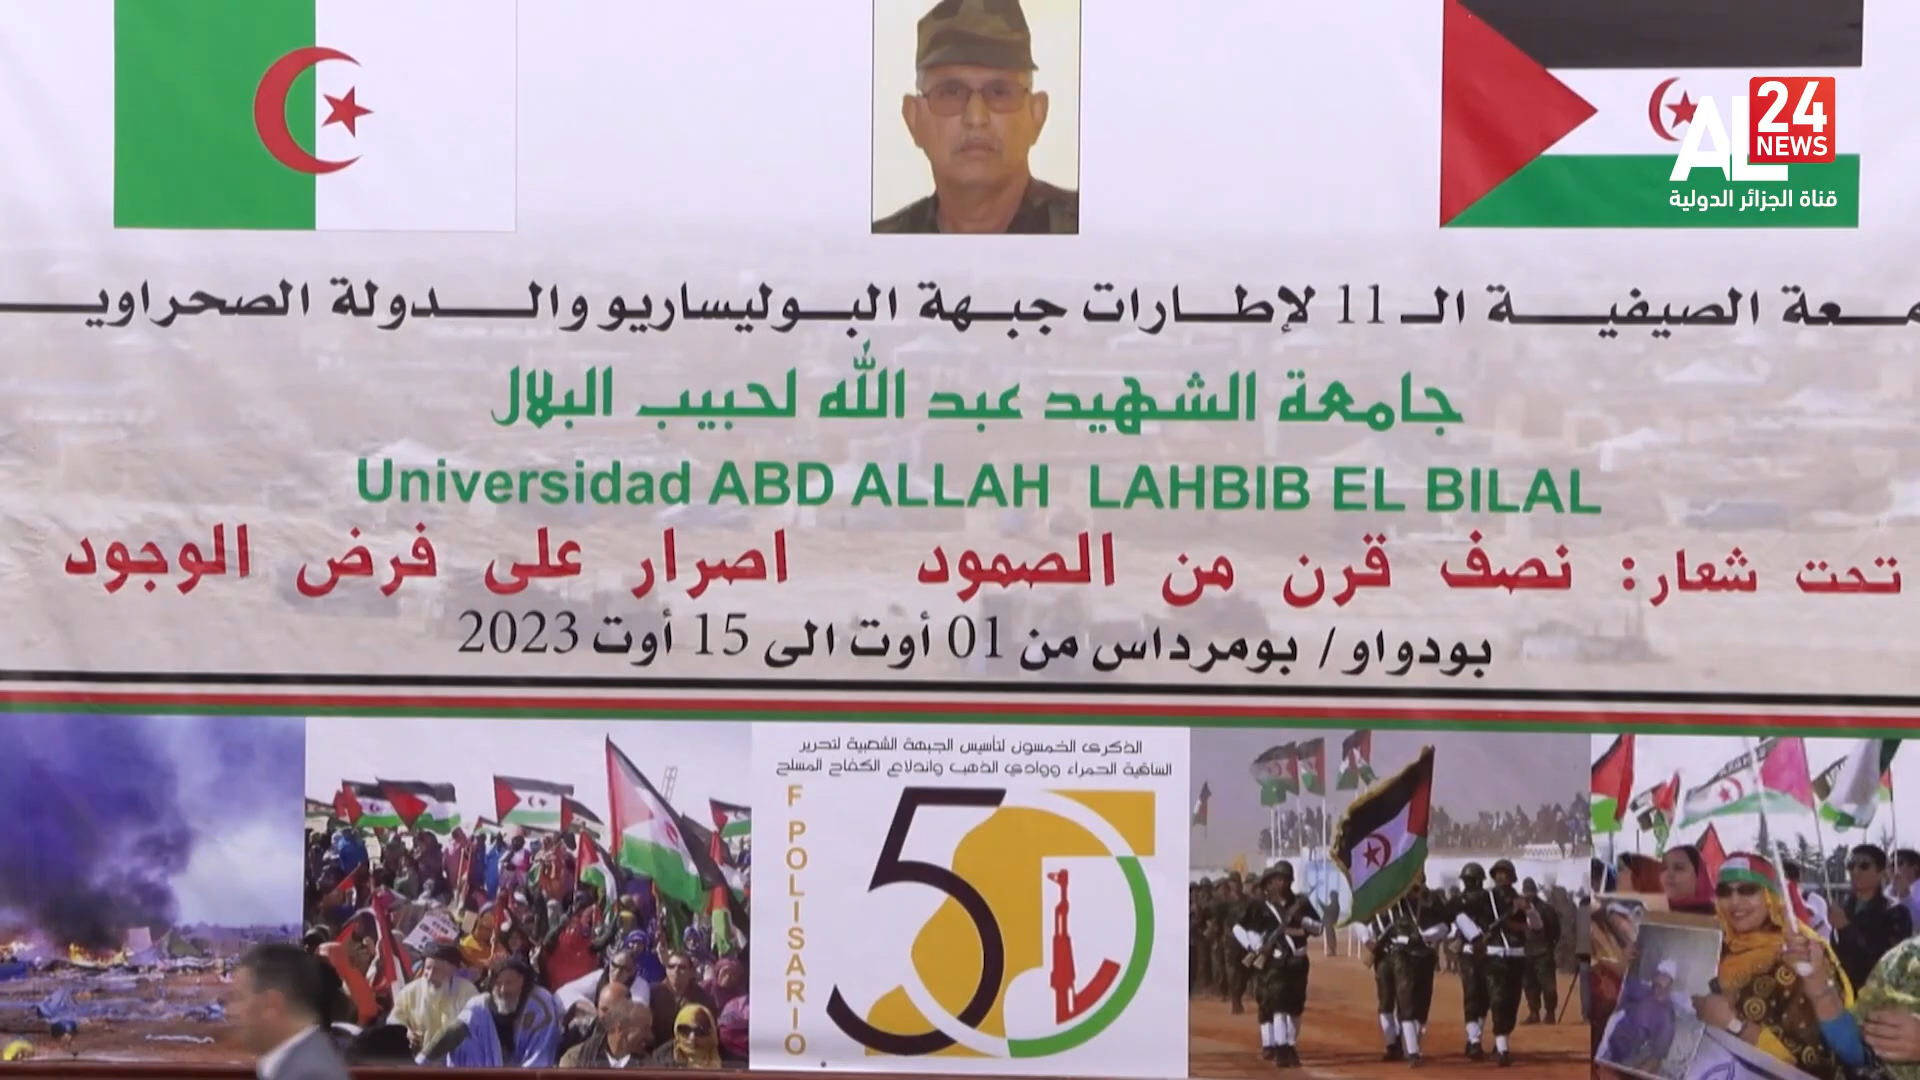 AL 24 NEWS
قناة الجزائر الدولية
الصيفية الـ 11 لإطارات جبهة البوليساريو والدولة
جامعة الشهيد عبد الله لحبيب البلال
Universidad ABD ALLAH LAHBIB EL BILAL
تحت شعار: نصف قرن من الصمود اصرار على فرض الوجود
بودواو/ بومرداس من 01 أوت الى 15 أوت 2023
الذكرى الخمسون لتأسيس الجبهة الشعبية لتحرير
الساقية الحمراء ووادي الذهب واندلاع الكفاح المسلح
F POLISARIO
50